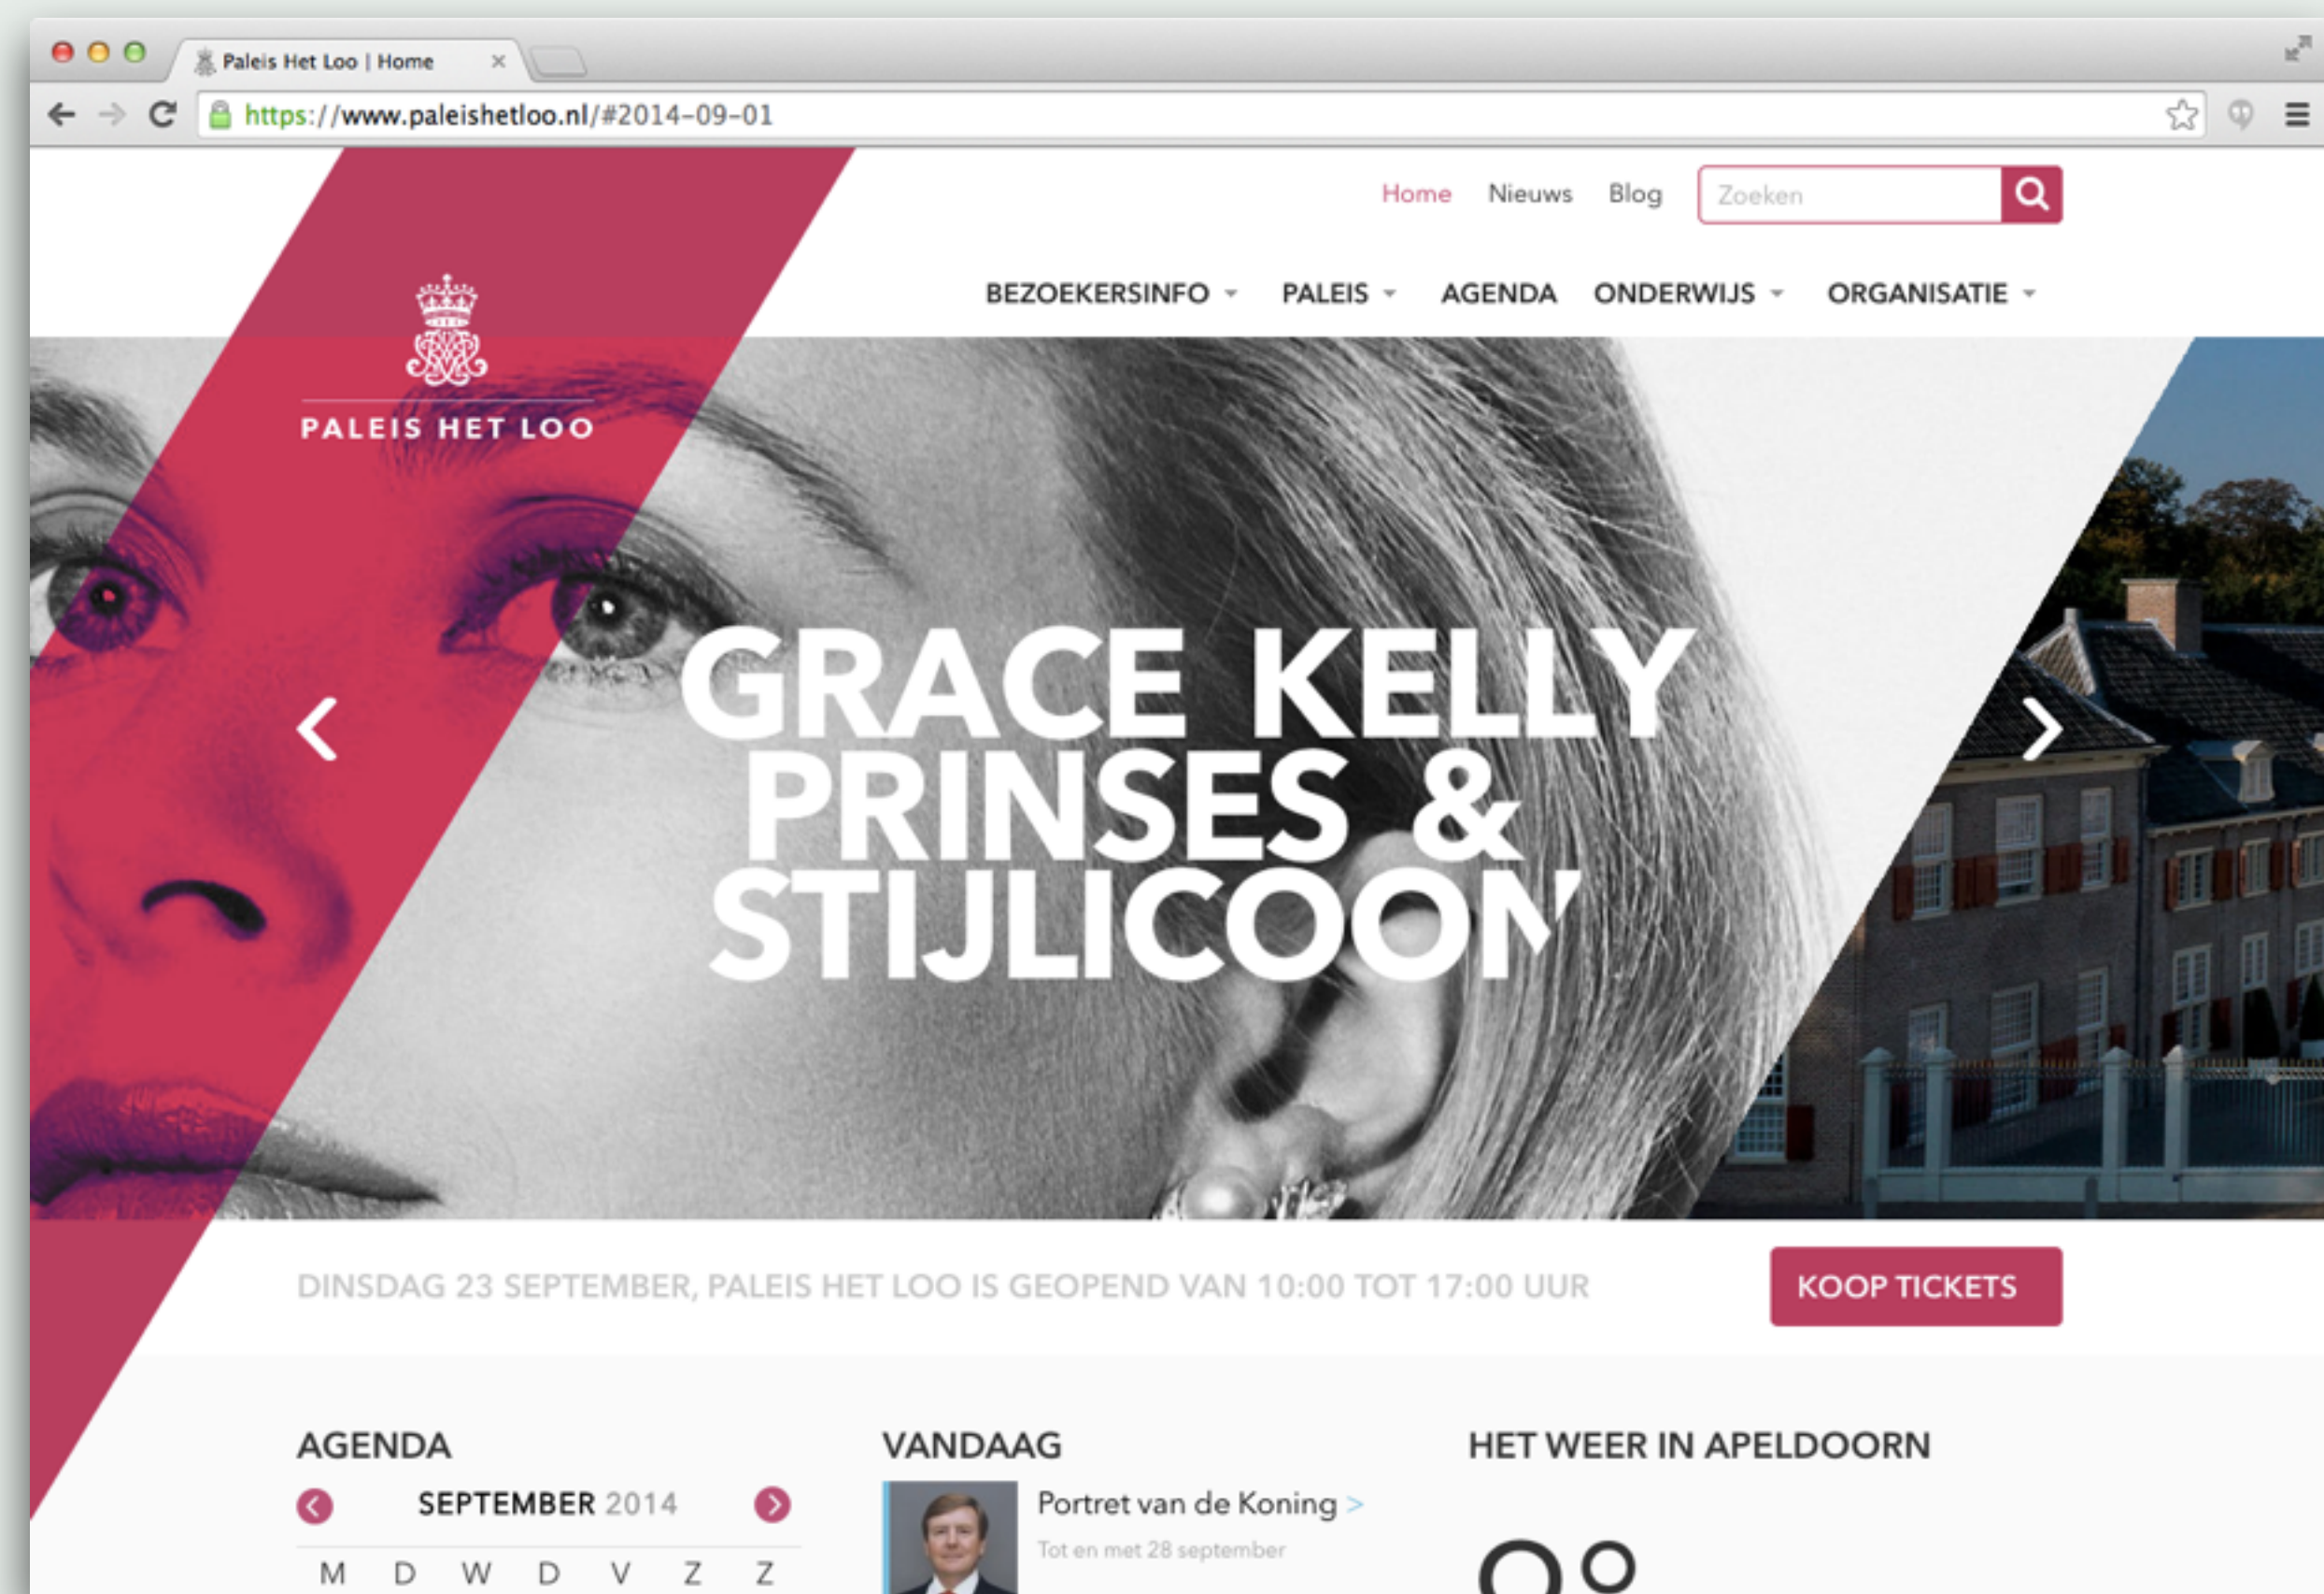 Paleis Het Loo | Home
https://www.paleishetloo.nl/#2014-09-01
Home Nieuws Blog Zoeken
BEZOEKERSINFO PALEIS AGENDA ONDERWIJS ORGANISATIE
PALEIS HET LOO
GRACE KELLY
PRINSES &
STIJLICOON
DINSDAG 23 SEPTEMBER, PALEIS HET LOO IS GEOPEND VAN 10:00 TOT 17:00 UUR
KOOP TICKETS
AGENDA
SEPTEMBER 2014
M D W D V Z Z
VANDAAG
Portret van de Koning >
Tot en met 28 september
HET WEER IN APELDOORN